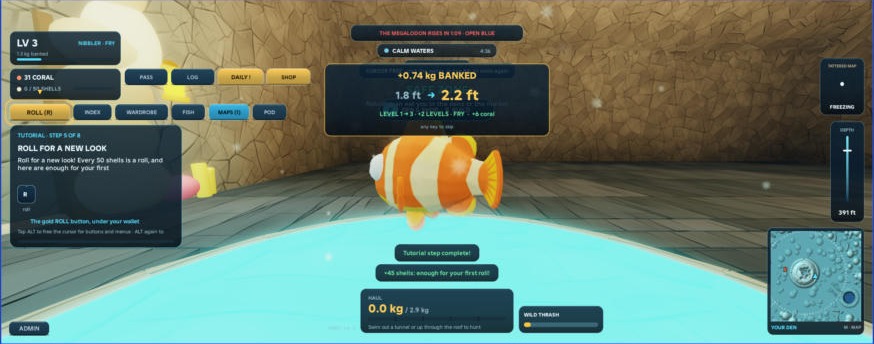 THE MEGALODON RISES IN 1:09 · OPEN BLUE
CALM WATERS 4:56
LV 3 NIBBLER · FRY
1.3 kg banked
31 CORAL
0 / 50 SHELLS
PASS
LOG
DAILY !
SHOP
ROLL (R)
INDEX
WARDROBE
FISH
MAPS (1)
POD
TUTORIAL · STEP 5 OF 8
ROLL FOR A NEW LOOK
Roll for a new look! Every 50 shells is a roll, and
here are enough for your first
R
roll
The gold ROLL button, under your wallet
Tap ALT to free the cursor for buttons and menus · ALT again to
+0.74 kg BANKED
1.8 ft → 2.2 ft
LEVEL 1 → 3 · +2 LEVELS · FRY · +6 coral
any key to skip
TATTERED MAP
FREEZING
DEPTH
391 ft
Tutorial step complete!
+45 shells: enough for your first roll!
HAUL
0.0 kg / 2.9 kg
Swim out a tunnel or up through the roof to hunt
WILD THRASH
YOUR DEN M · MAP
ADMIN